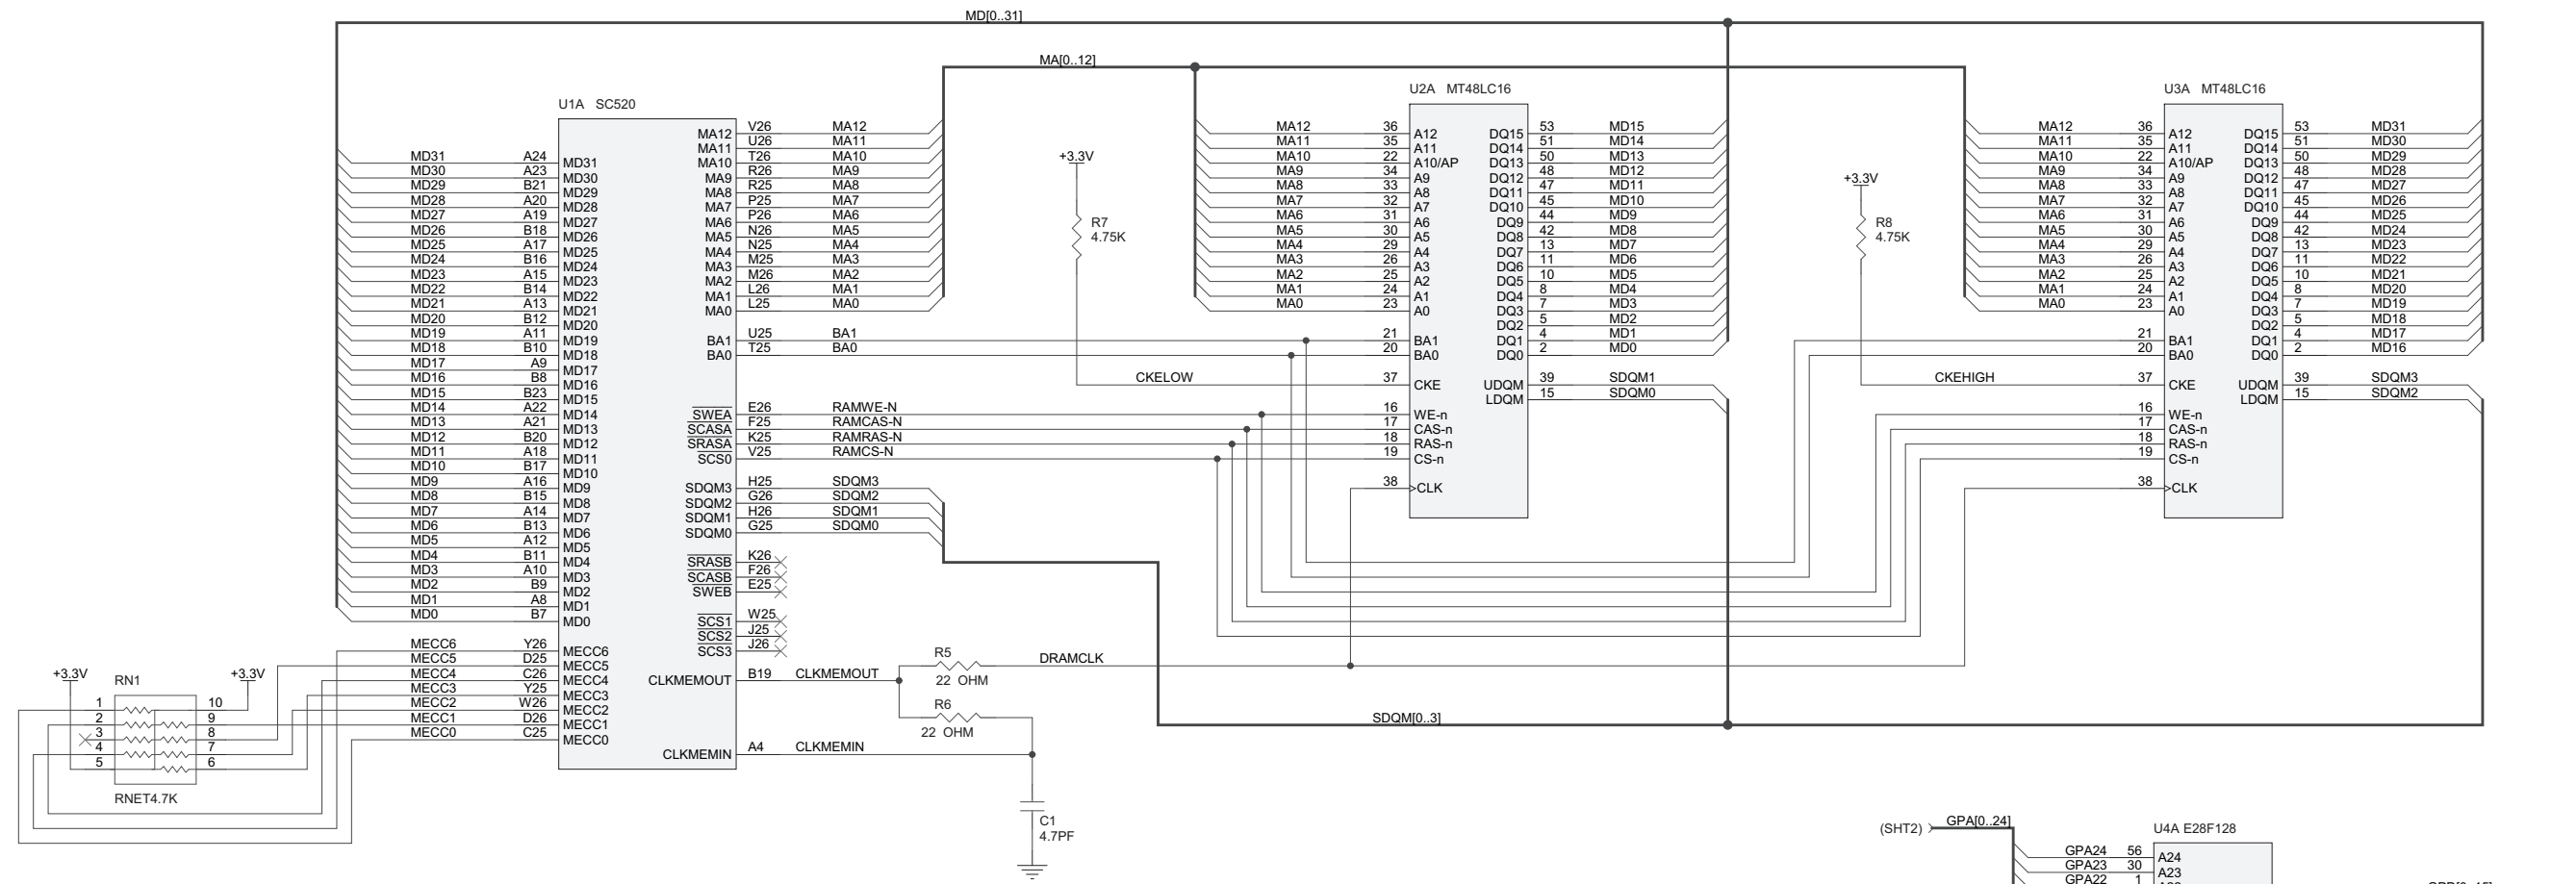 MD[0..31]
MA[0..12]
U1A SC520
MD31 A24 MD31
MD30 A23 MD30
MD29 B21 MD29
MD28 A20 MD28
MD27 A19 MD27
MD26 B18 MD26
MD25 A17 MD25
MD24 B16 MD24
MD23 A15 MD23
MD22 B14 MD22
MD21 A13 MD21
MD20 B12 MD20
MD19 A11 MD19
MD18 B10 MD18
MD17 A9 MD17
MD16 B8 MD16
MD15 B23 MD15
MD14 A22 MD14
MD13 A21 MD13
MD12 B20 MD12
MD11 A18 MD11
MD10 B17 MD10
MD9 A16 MD9
MD8 B15 MD8
MD7 A14 MD7
MD6 B13 MD6
MD5 A12 MD5
MD4 B11 MD4
MD3 A10 MD3
MD2 B9 MD2
MD1 A8 MD1
MD0 B7 MD0
MECC6 Y26 MECC6
MECC5 D25 MECC5
MECC4 C26 MECC4
MECC3 Y25 MECC3
MECC2 W26 MECC2
MECC1 D26 MECC1
MECC0 C25 MECC0
MA12 V26 MA12
MA11 U26 MA11
MA10 T26 MA10
MA9 R26 MA9
MA8 R25 MA8
MA7 P25 MA7
MA6 P26 MA6
MA5 N26 MA5
MA4 N25 MA4
MA3 M25 MA3
MA2 M26 MA2
MA1 L26 MA1
MA0 L25 MA0
BA1 U25 BA1
BA0 T25 BA0
SWEA E26 RAMWE-N
SCASA F25 RAMCAS-N
SRASA K25 RAMRAS-N
SCS0 V25 RAMCS-N
SDQM3 H25 SDQM3
SDQM2 G26 SDQM2
SDQM1 H26 SDQM1
SDQM0 G25 SDQM0
SRASB K26
SCASB F26
SWEB E25
SCS1 W25
SCS2 J25
SCS3 J26
CLKMEMOUT B19 CLKMEMOUT
CLKMEMIN A4 CLKMEMIN
+3.3V
RN1
+3.3V
1 10
2 9
3 8
4 7
5 6
RNET4.7K
R5
22 OHM
DRAMCLK
R6
22 OHM
C1
4.7PF
SDQM[0..3]
+3.3V
R7
4.75K
CKELOW
U2A MT48LC16
MA12 36 A12
MA11 35 A11
MA10 22 A10/AP
MA9 34 A9
MA8 33 A8
MA7 32 A7
MA6 31 A6
MA5 30 A5
MA4 29 A4
MA3 26 A3
MA2 25 A2
MA1 24 A1
MA0 23 A0
21 BA1
20 BA0
37 CKE
16 WE-n
17 CAS-n
18 RAS-n
19 CS-n
38 CLK
DQ15 53 MD15
DQ14 51 MD14
DQ13 50 MD13
DQ12 48 MD12
DQ11 47 MD11
DQ10 45 MD10
DQ9 44 MD9
DQ8 42 MD8
DQ7 13 MD7
DQ6 11 MD6
DQ5 10 MD5
DQ4 8 MD4
DQ3 7 MD3
DQ2 5 MD2
DQ1 4 MD1
DQ0 2 MD0
UDQM 39 SDQM1
LDQM 15 SDQM0
+3.3V
R8
4.75K
CKEHIGH
U3A MT48LC16
MA12 36 A12
MA11 35 A11
MA10 22 A10/AP
MA9 34 A9
MA8 33 A8
MA7 32 A7
MA6 31 A6
MA5 30 A5
MA4 29 A4
MA3 26 A3
MA2 25 A2
MA1 24 A1
MA0 23 A0
21 BA1
20 BA0
37 CKE
16 WE-n
17 CAS-n
18 RAS-n
19 CS-n
38 CLK
DQ15 53 MD31
DQ14 51 MD30
DQ13 50 MD29
DQ12 48 MD28
DQ11 47 MD27
DQ10 45 MD26
DQ9 44 MD25
DQ8 42 MD24
DQ7 13 MD23
DQ6 11 MD22
DQ5 10 MD21
DQ4 8 MD20
DQ3 7 MD19
DQ2 5 MD18
DQ1 4 MD17
DQ0 2 MD16
UDQM 39 SDQM3
LDQM 15 SDQM2
(SHT2) GPA[0..24]
U4A E28F128
GPA24 56 A24
GPA23 30 A23
GPA22 1